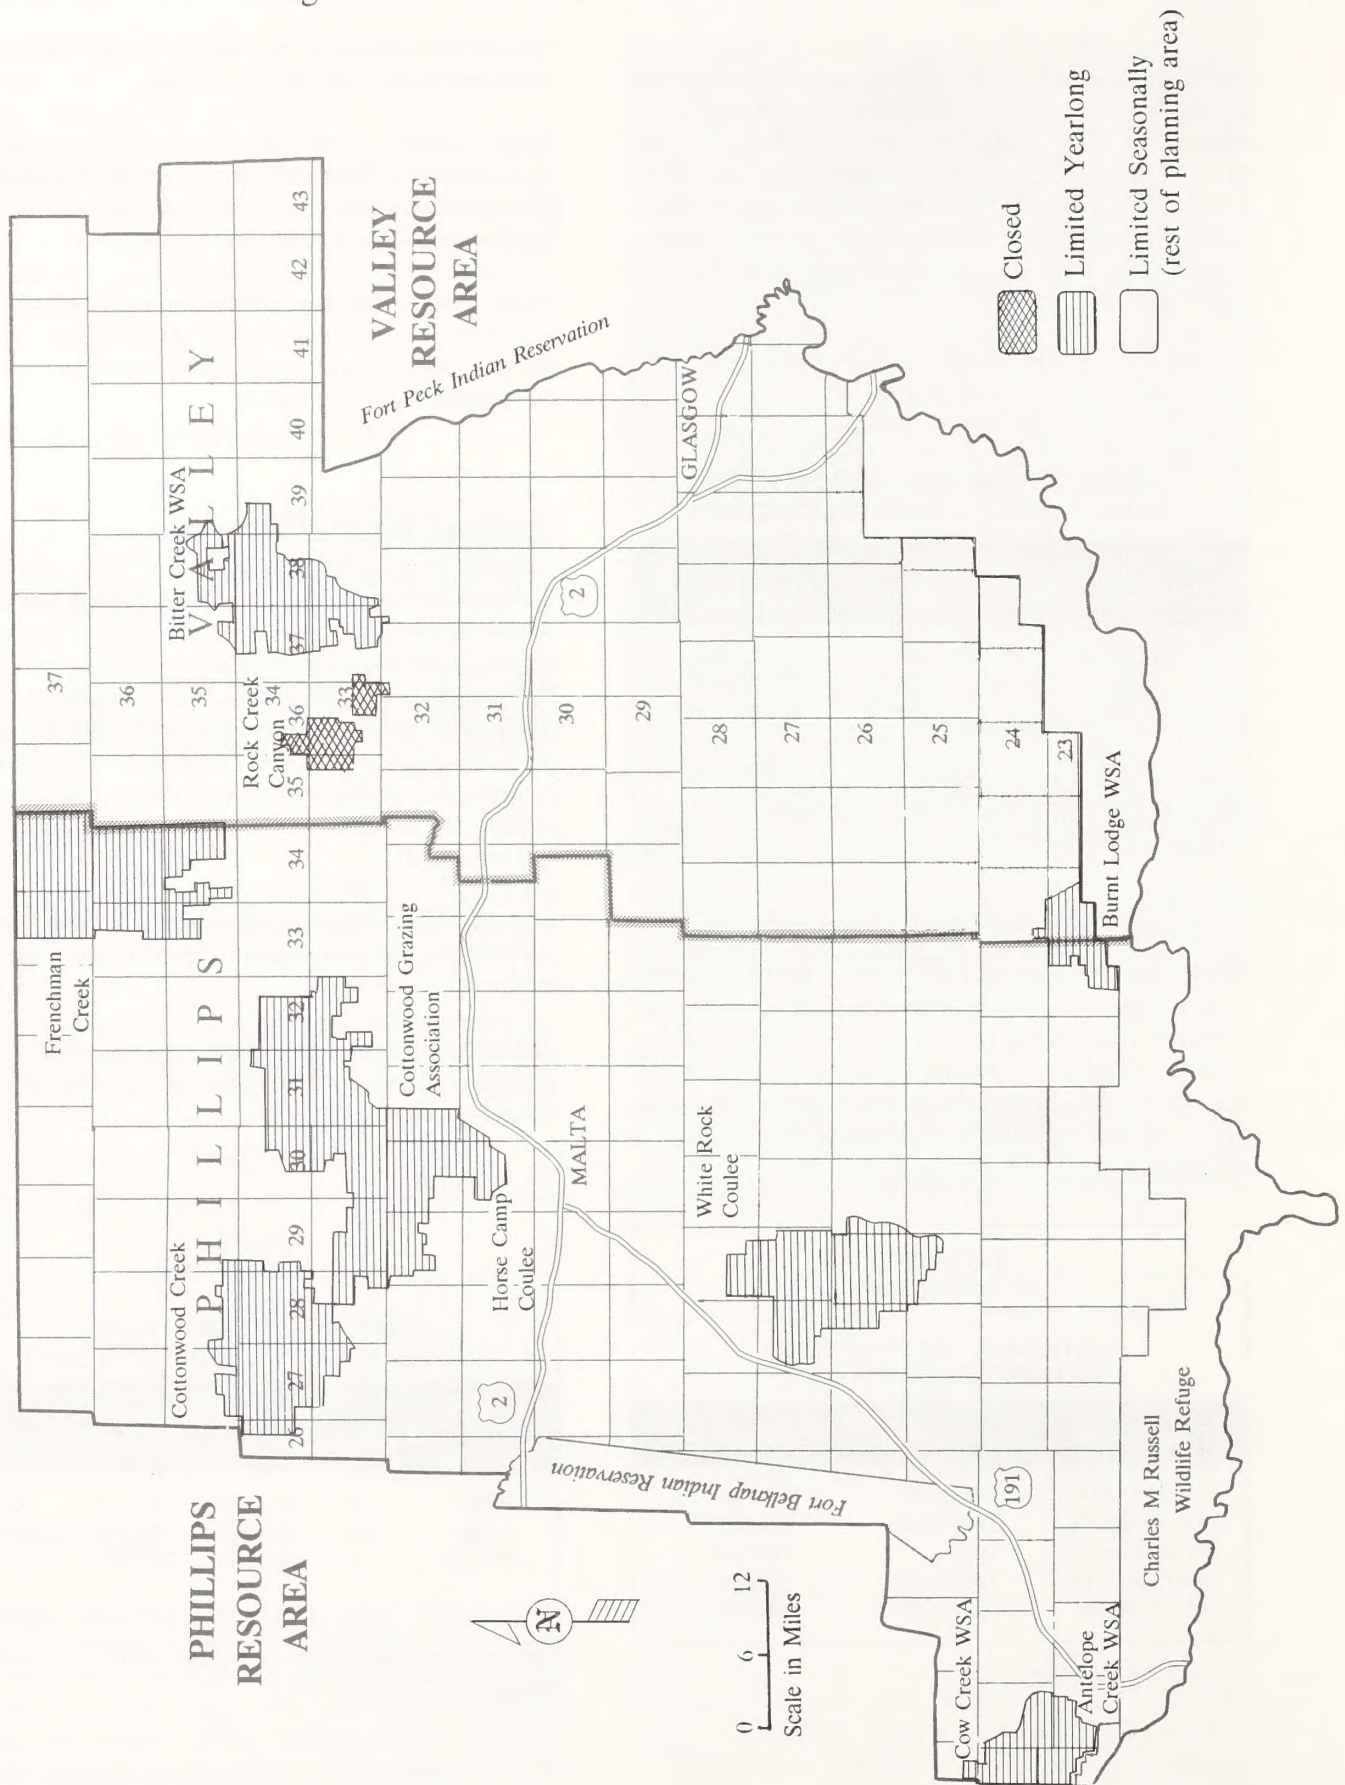 PHILLIPS
RESOURCE
AREA
VALLEY
RESOURCE
AREA
PHILLIPS
VALLEY
Frenchman
Creek
Cottonwood Creek
Bitter Creek WSA
Rock Creek
Canyon
Cottonwood Grazing
Association
Horse Camp
Coulee
Fort Peck Indian Reservation
Fort Belknap Indian Reservation
MALTA
GLASGOW
White Rock
Coulee
Burnt Lodge WSA
Cow Creek WSA
Antelope
Creek WSA
Charles M Russell
Wildlife Refuge
2
2
191
37
36
35
34
33
32
31
30
29
28
27
26
25
24
23
26
27
28
29
30
31
32
33
34
35
36
37
38
39
40
41
42
43
N
0 6 12
Scale in Miles
Closed
Limited Yearlong
Limited Seasonally
(rest of planning area)